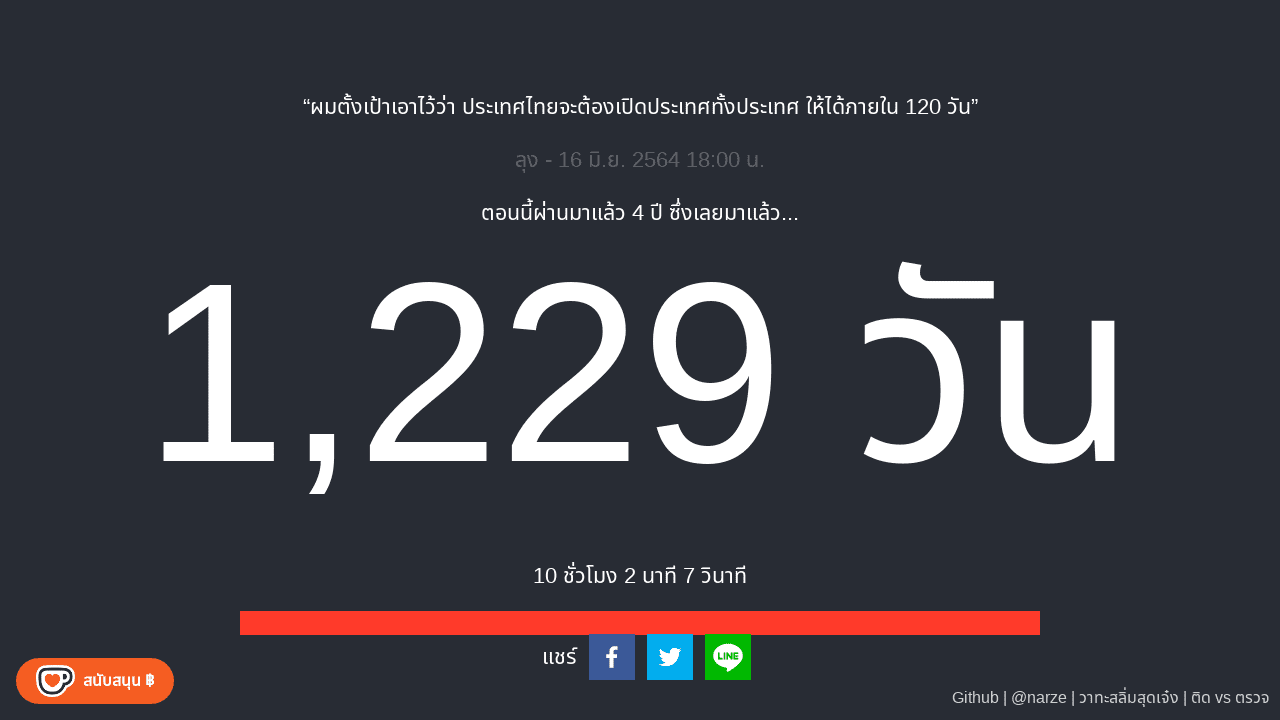 “ผมตั้งเป้าเอาไว้ว่า ประเทศไทยจะต้องเปิดประเทศทั้งประเทศ ให้ได้ภายใน 120 วัน”
ลุง - 16 มิ.ย. 2564 18:00 น.
ตอนนี้ผ่านมาแล้ว 4 ปี ซึ่งเลยมาแล้ว...
1,229 วัน
10 ชั่วโมง 2 นาที 7 วินาที
แชร์
LINE
สนับสนุน ฿
Github | @narze | วาทะสลิ่มสุดเจ๋ง | ติด vs ตรวจ